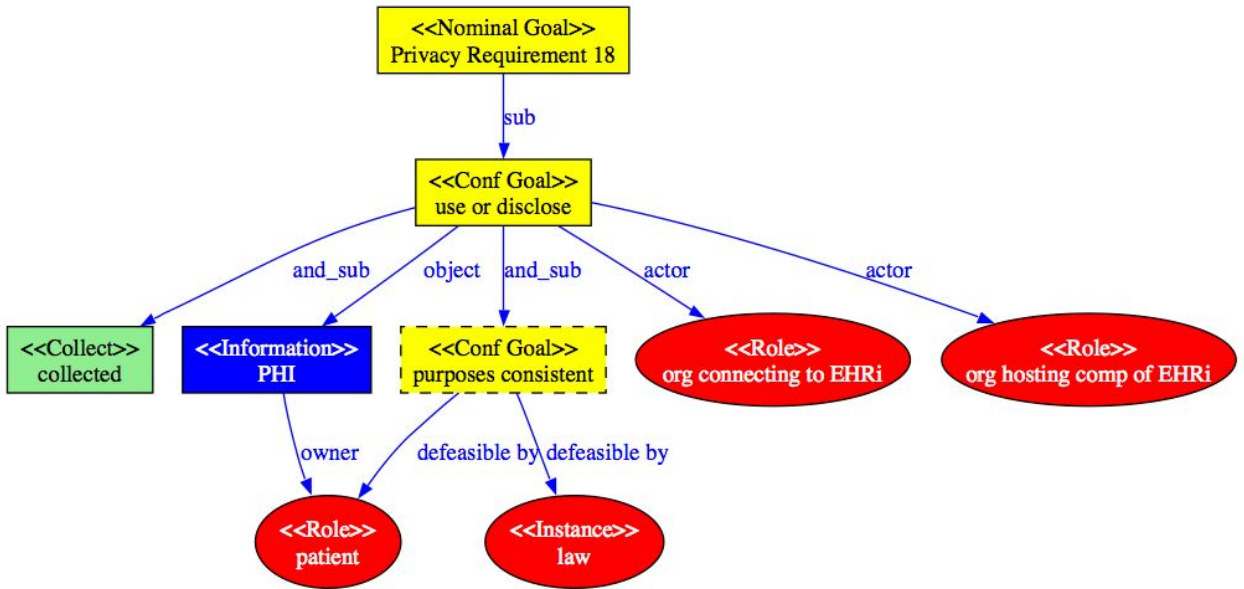 <<Nominal Goal>>
Privacy Requirement 18
sub
<<Conf Goal>>
use or disclose
and_sub
object
and_sub
actor
actor
<<Collect>>
collected
<<Information>>
PHI
<<Conf Goal>>
purposes consistent
<<Role>>
org connecting to EHRi
<<Role>>
org hosting comp of EHRi
owner
defeasible by
defeasible by
<<Role>>
patient
<<Instance>>
law